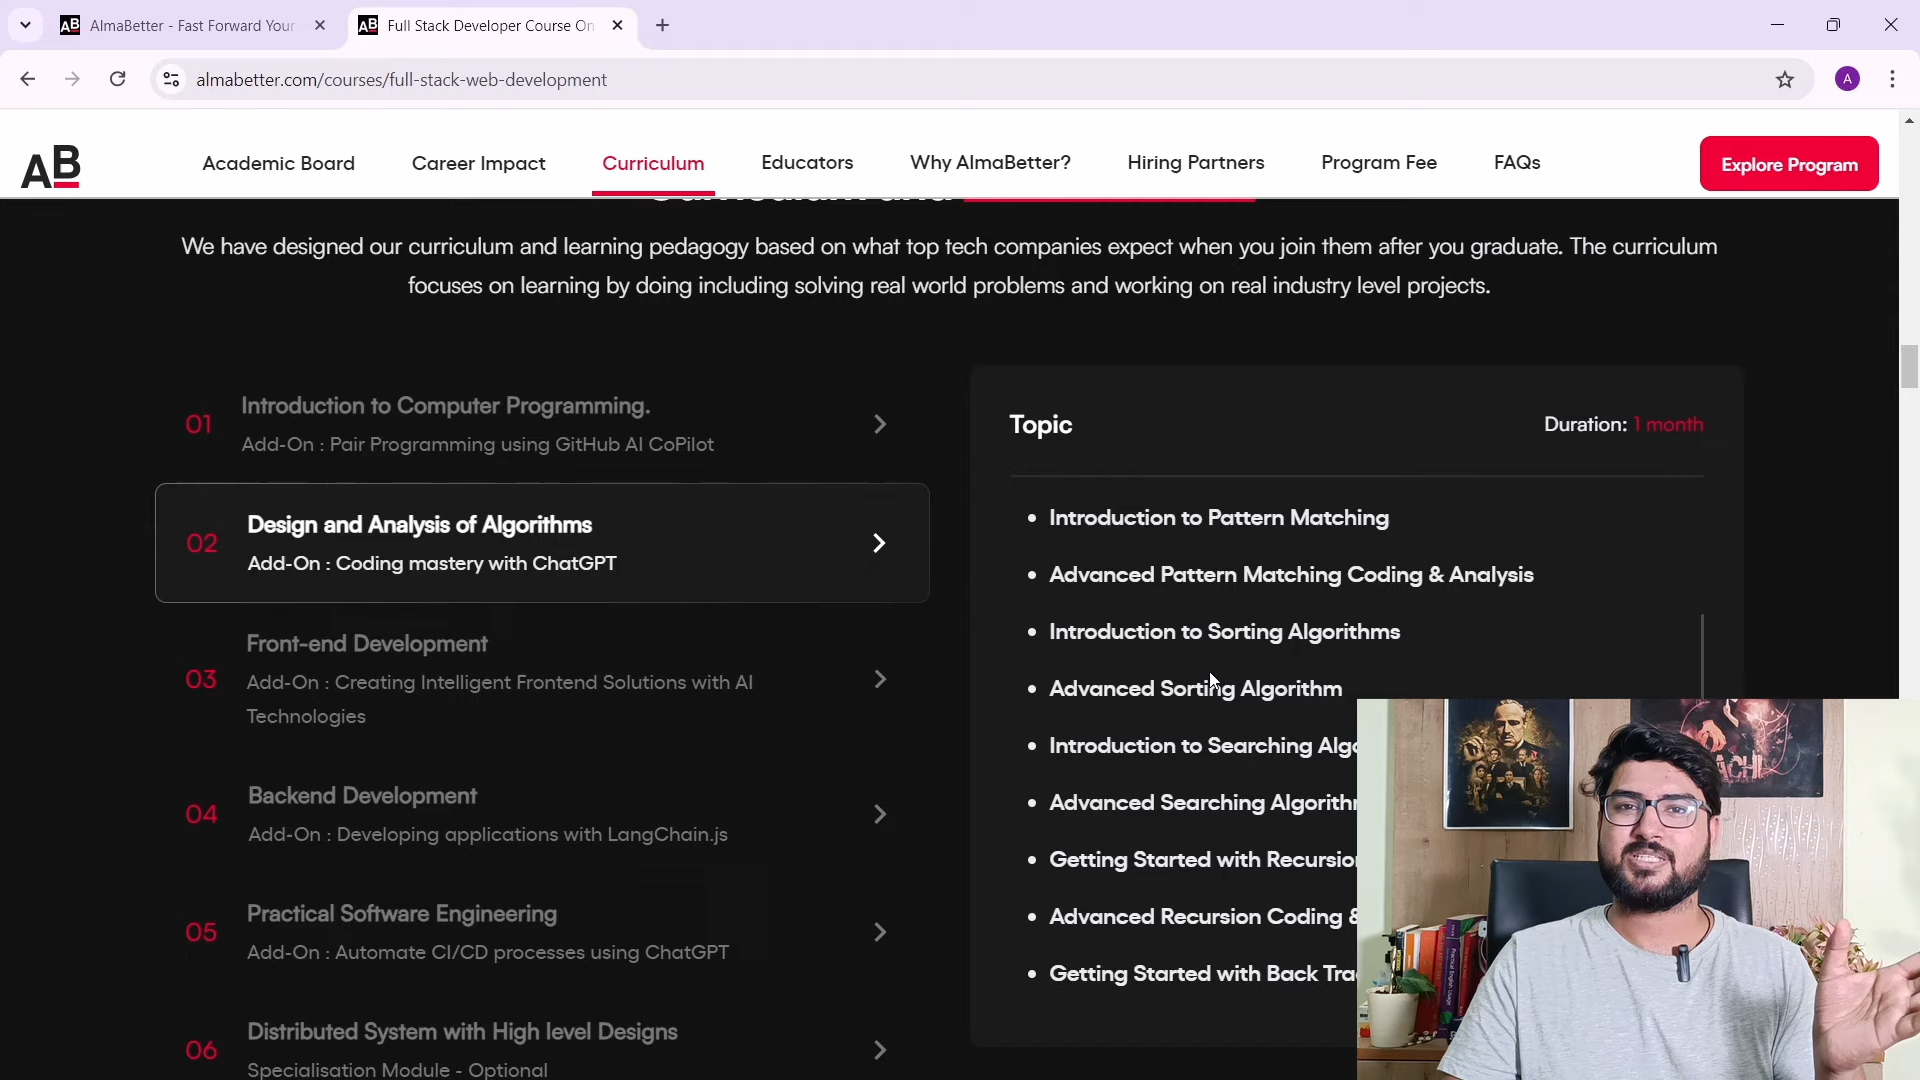 AB AlmaBetter - Fast Forward Your
AB Full Stack Developer Course On
almabetter.com/courses/full-stack-web-development
A
AB
Academic Board
Career Impact
Curriculum
Educators
Why AlmaBetter?
Hiring Partners
Program Fee
FAQs
Explore Program
We have designed our curriculum and learning pedagogy based on what top tech companies expect when you join them after you graduate. The curriculum
focuses on learning by doing including solving real world problems and working on real industry level projects.
01
Introduction to Computer Programming.
Add-On : Pair Programming using GitHub AI CoPilot
02
Design and Analysis of Algorithms
Add-On : Coding mastery with ChatGPT
03
Front-end Development
Add-On : Creating Intelligent Frontend Solutions with AI
Technologies
04
Backend Development
Add-On : Developing applications with LangChain.js
05
Practical Software Engineering
Add-On : Automate CI/CD processes using ChatGPT
06
Distributed System with High level Designs
Specialisation Module - Optional
Topic
Duration: 1 month
• Introduction to Pattern Matching
• Advanced Pattern Matching Coding & Analysis
• Introduction to Sorting Algorithms
• Advanced Sorting Algorithm
• Introduction to Searching Algo
• Advanced Searching Algorith
• Getting Started with Recursio
• Advanced Recursion Coding &
• Getting Started with Back Tra